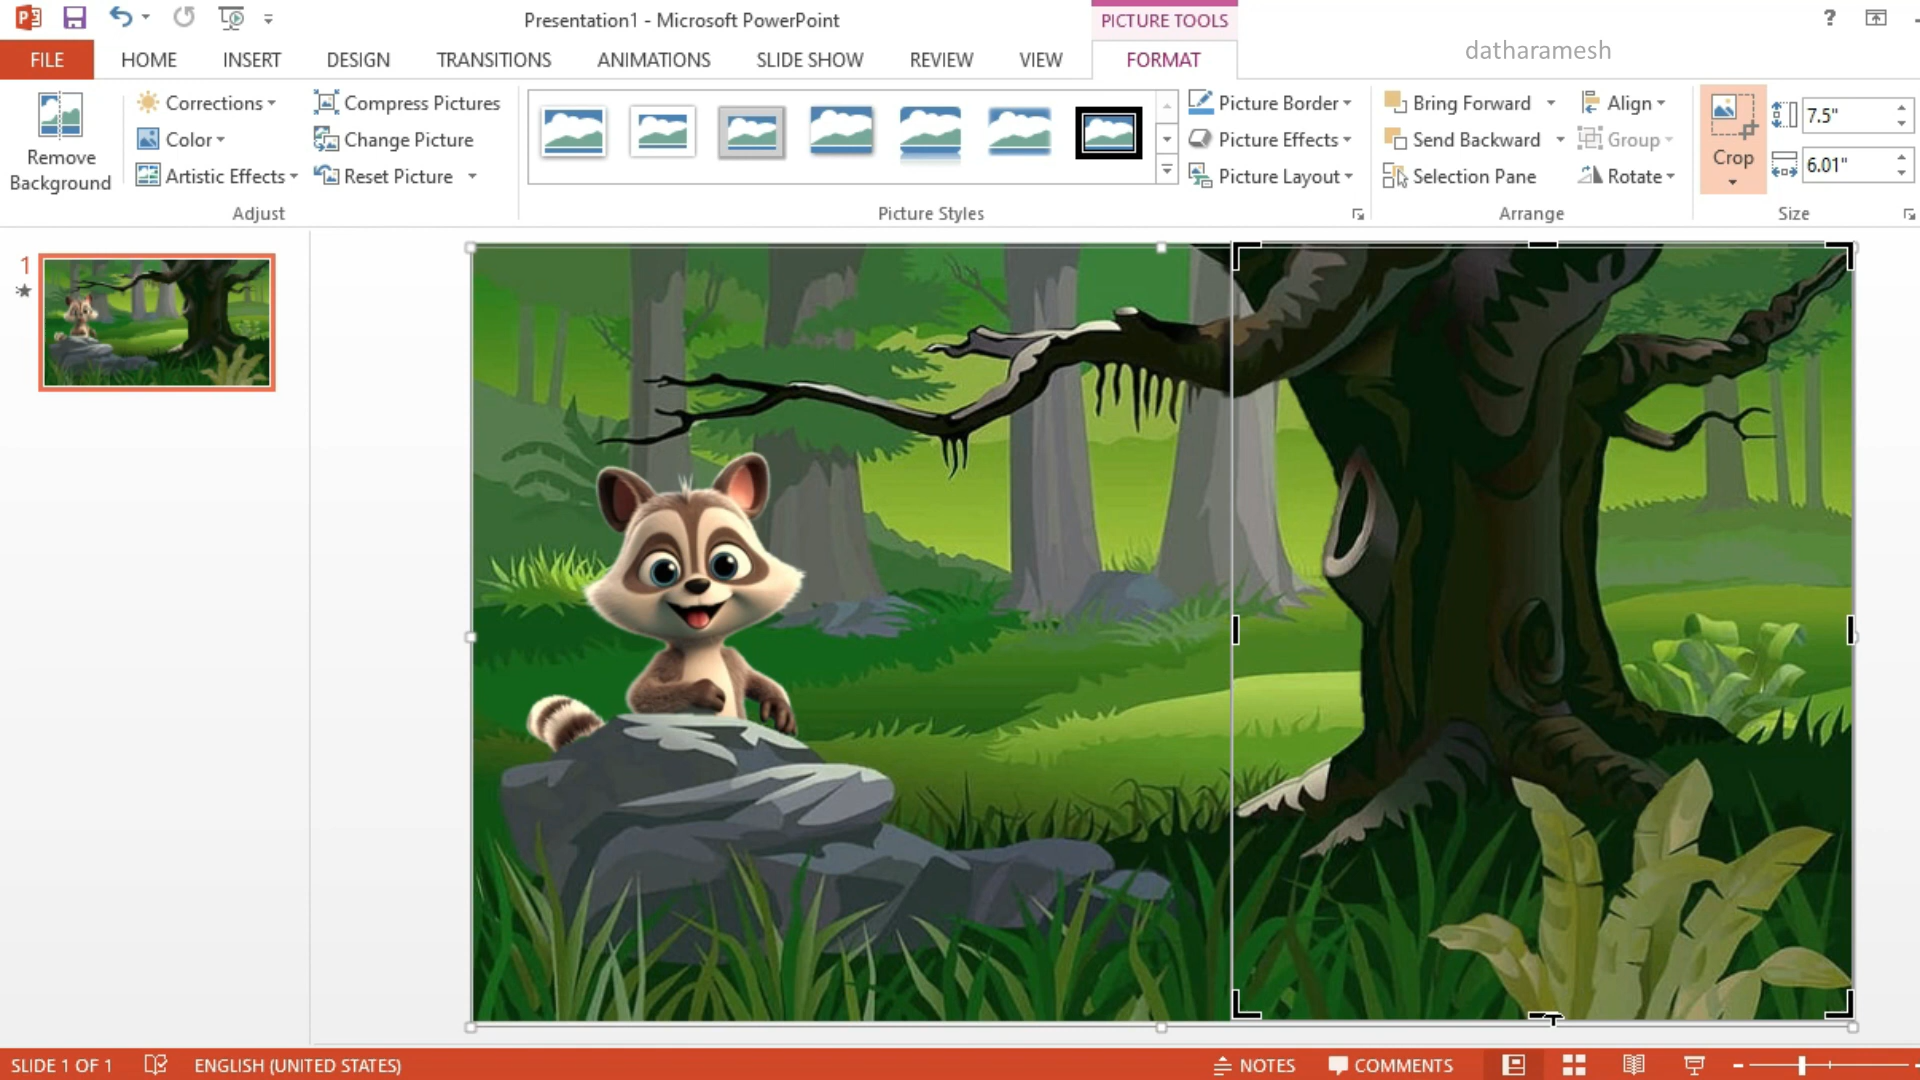 Presentation1 - Microsoft PowerPoint
PICTURE TOOLS
?
datharamesh
FILE
HOME
INSERT
DESIGN
TRANSITIONS
ANIMATIONS
SLIDE SHOW
REVIEW
VIEW
FORMAT
Remove
Background
Corrections
Color
Artistic Effects
Compress Pictures
Change Picture
Reset Picture
Adjust
Picture Styles
Picture Border
Picture Effects
Picture Layout
Bring Forward
Send Backward
Selection Pane
Align
Group
Rotate
Arrange
Crop
7.5"
6.01"
Size
1
SLIDE 1 OF 1
ENGLISH (UNITED STATES)
NOTES
COMMENTS